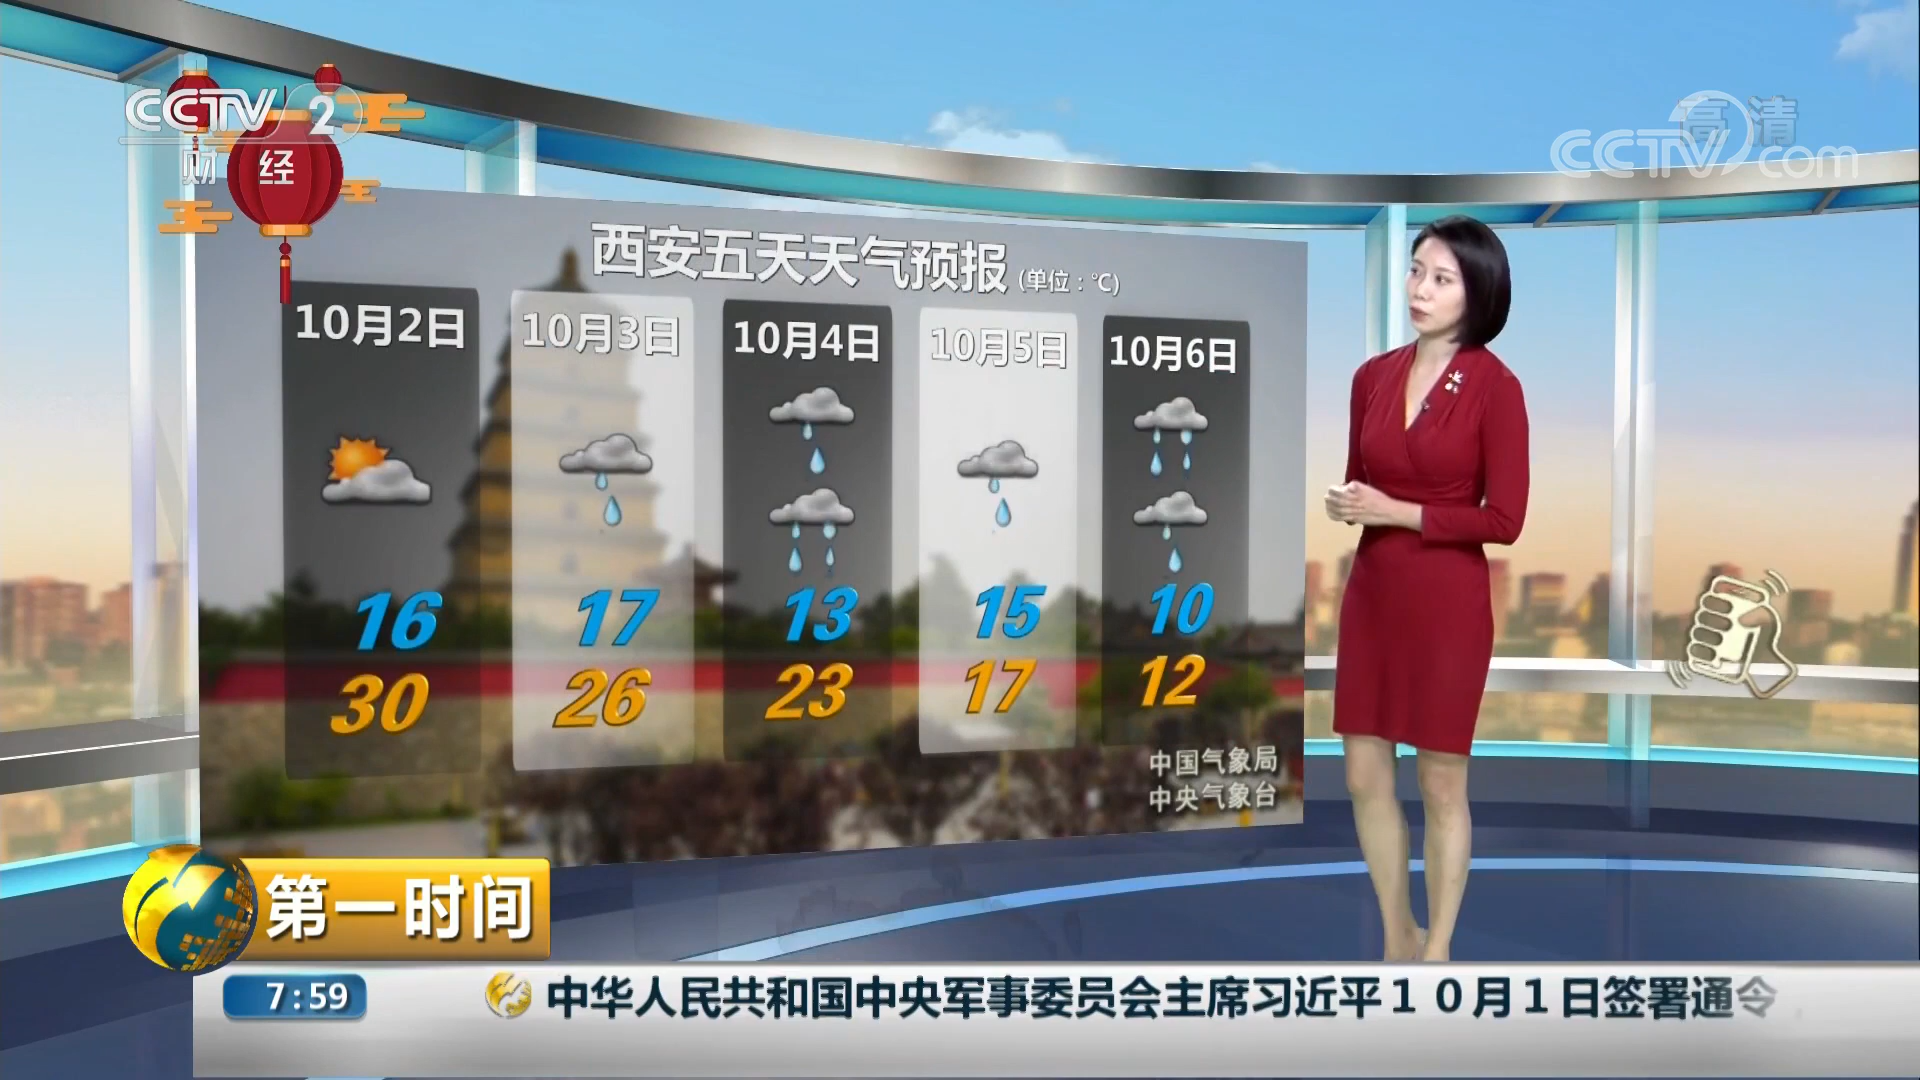 CCTV 2
财经
高清
CCTV.com
西安五天天气预报 (单位：℃)
10月2日 10月3日 10月4日 10月5日 10月6日
16 17 13 15 10
30 26 23 17 12
中国气象局
中央气象台
第一时间
7:59 中华人民共和国中央军事委员会主席习近平10月1日签署通令